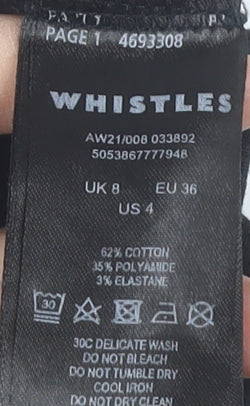 PAGE 1 4693308
WHISTLES
AW21/008 033892
5053867777948
UK 8 EU 36
US 4
62% COTTON
35% POLYAMIDE
3% ELASTANE
30
30C DELICATE WASH
DO NOT BLEACH
DO NOT TUMBLE DRY
COOL IRON
DO NOT DRY CLEAN